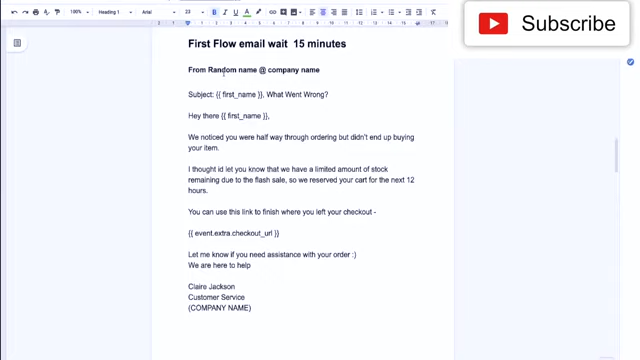 Subscribe
100%
Heading 1
Arial
23
B I U A
First Flow email wait 15 minutes
From Random name @ company name
Subject: {{ first_name }}, What Went Wrong?
Hey there {{ first_name }},
We noticed you were half way through ordering but didn't end up buying
your item.
I thought id let you know that we have a limited amount of stock
remaining due to the flash sale, so we reserved your cart for the next 12
hours.
You can use this link to finish where you left your checkout -
{{ event.extra.checkout_url }}
Let me know if you need assistance with your order :)
We are here to help
Claire Jackson
Customer Service
(COMPANY NAME)